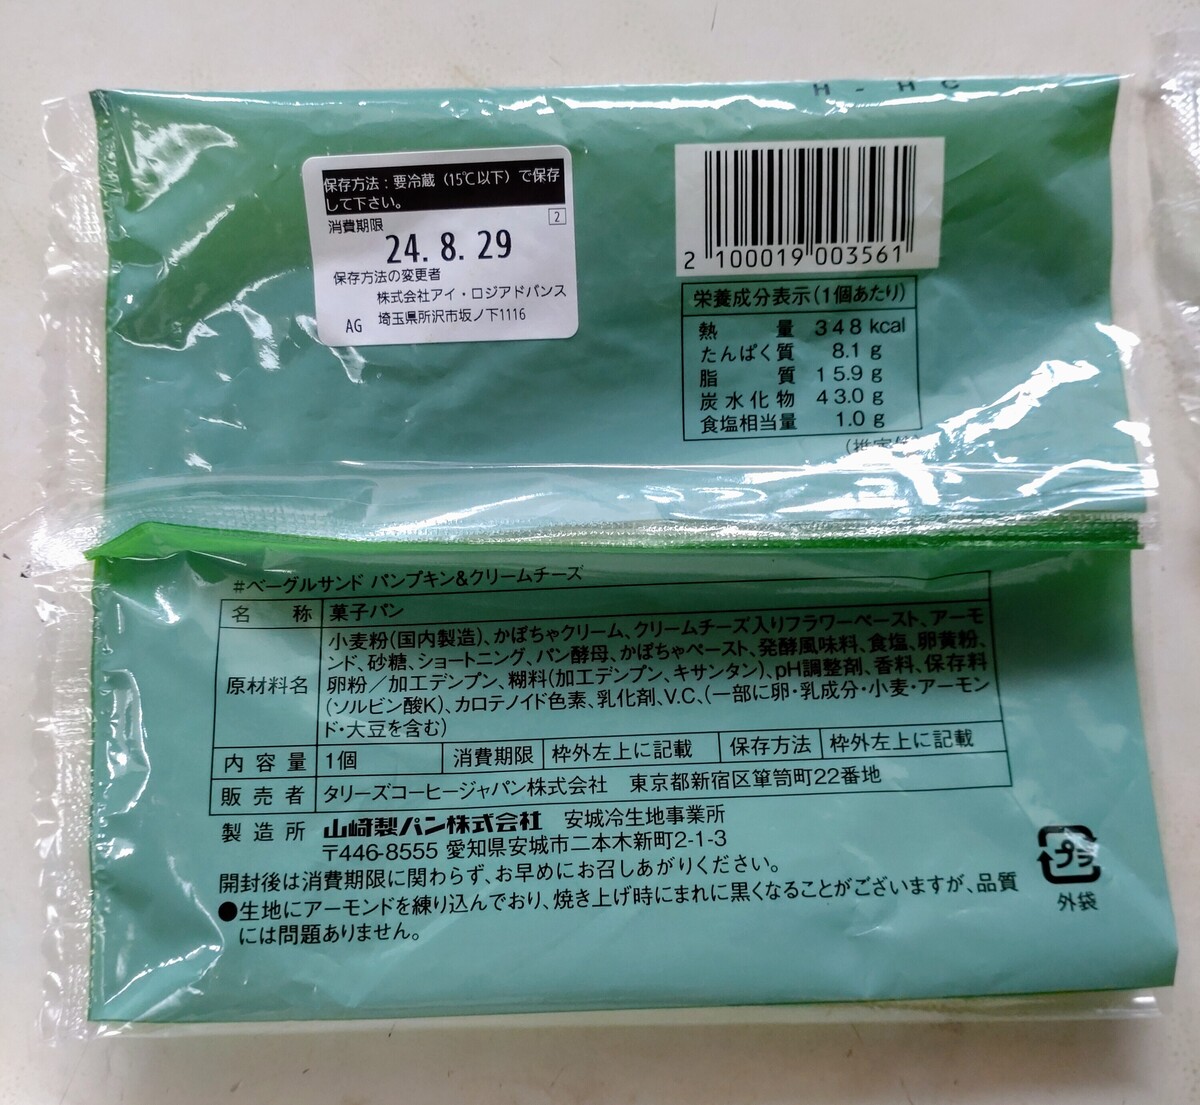 H - H C
保存方法：要冷蔵（15℃以下）で保存
して下さい。
消費期限
2
24. 8. 29
保存方法の変更者
株式会社アイ・ロジアドバンス
AG 埼玉県所沢市坂ノ下1116
2 100019 003561
栄養成分表示(1個あたり)
熱量 348 kcal
たんぱく質 8.1 g
脂質 15.9 g
炭水化物 43.0 g
食塩相当量 1.0 g
#ベーグルサンド パンプキン&クリームチーズ
名称 菓子パン
原材料名
小麦粉(国内製造)、かぼちゃクリーム、クリームチーズ入りフラワーペースト、アーモ
ンド、砂糖、ショートニング、パン酵母、かぼちゃペースト、発酵風味料、食塩、卵黄粉、
卵粉／加工デンプン、糊料(加工デンプン、キサンタン)、pH調整剤、香料、保存料
(ソルビン酸K)、カロテノイド色素、乳化剤、V.C.、(一部に卵・乳成分・小麦・アーモン
ド・大豆を含む)
内容量 1個 消費期限 枠外左上に記載 保存方法 枠外左上に記載
販売者 タリーズコーヒージャパン株式会社 東京都新宿区箪笥町22番地
製造所 山崎製パン株式会社 安城冷生地事業所
〒446-8555 愛知県安城市二本木新町2-1-3
開封後は消費期限に関わらず、お早めにお召しあがりください。
●生地にアーモンドを練り込んでおり、焼き上げ時にまれに黒くなることがございますが、品質
には問題ありません。
プラ
外袋